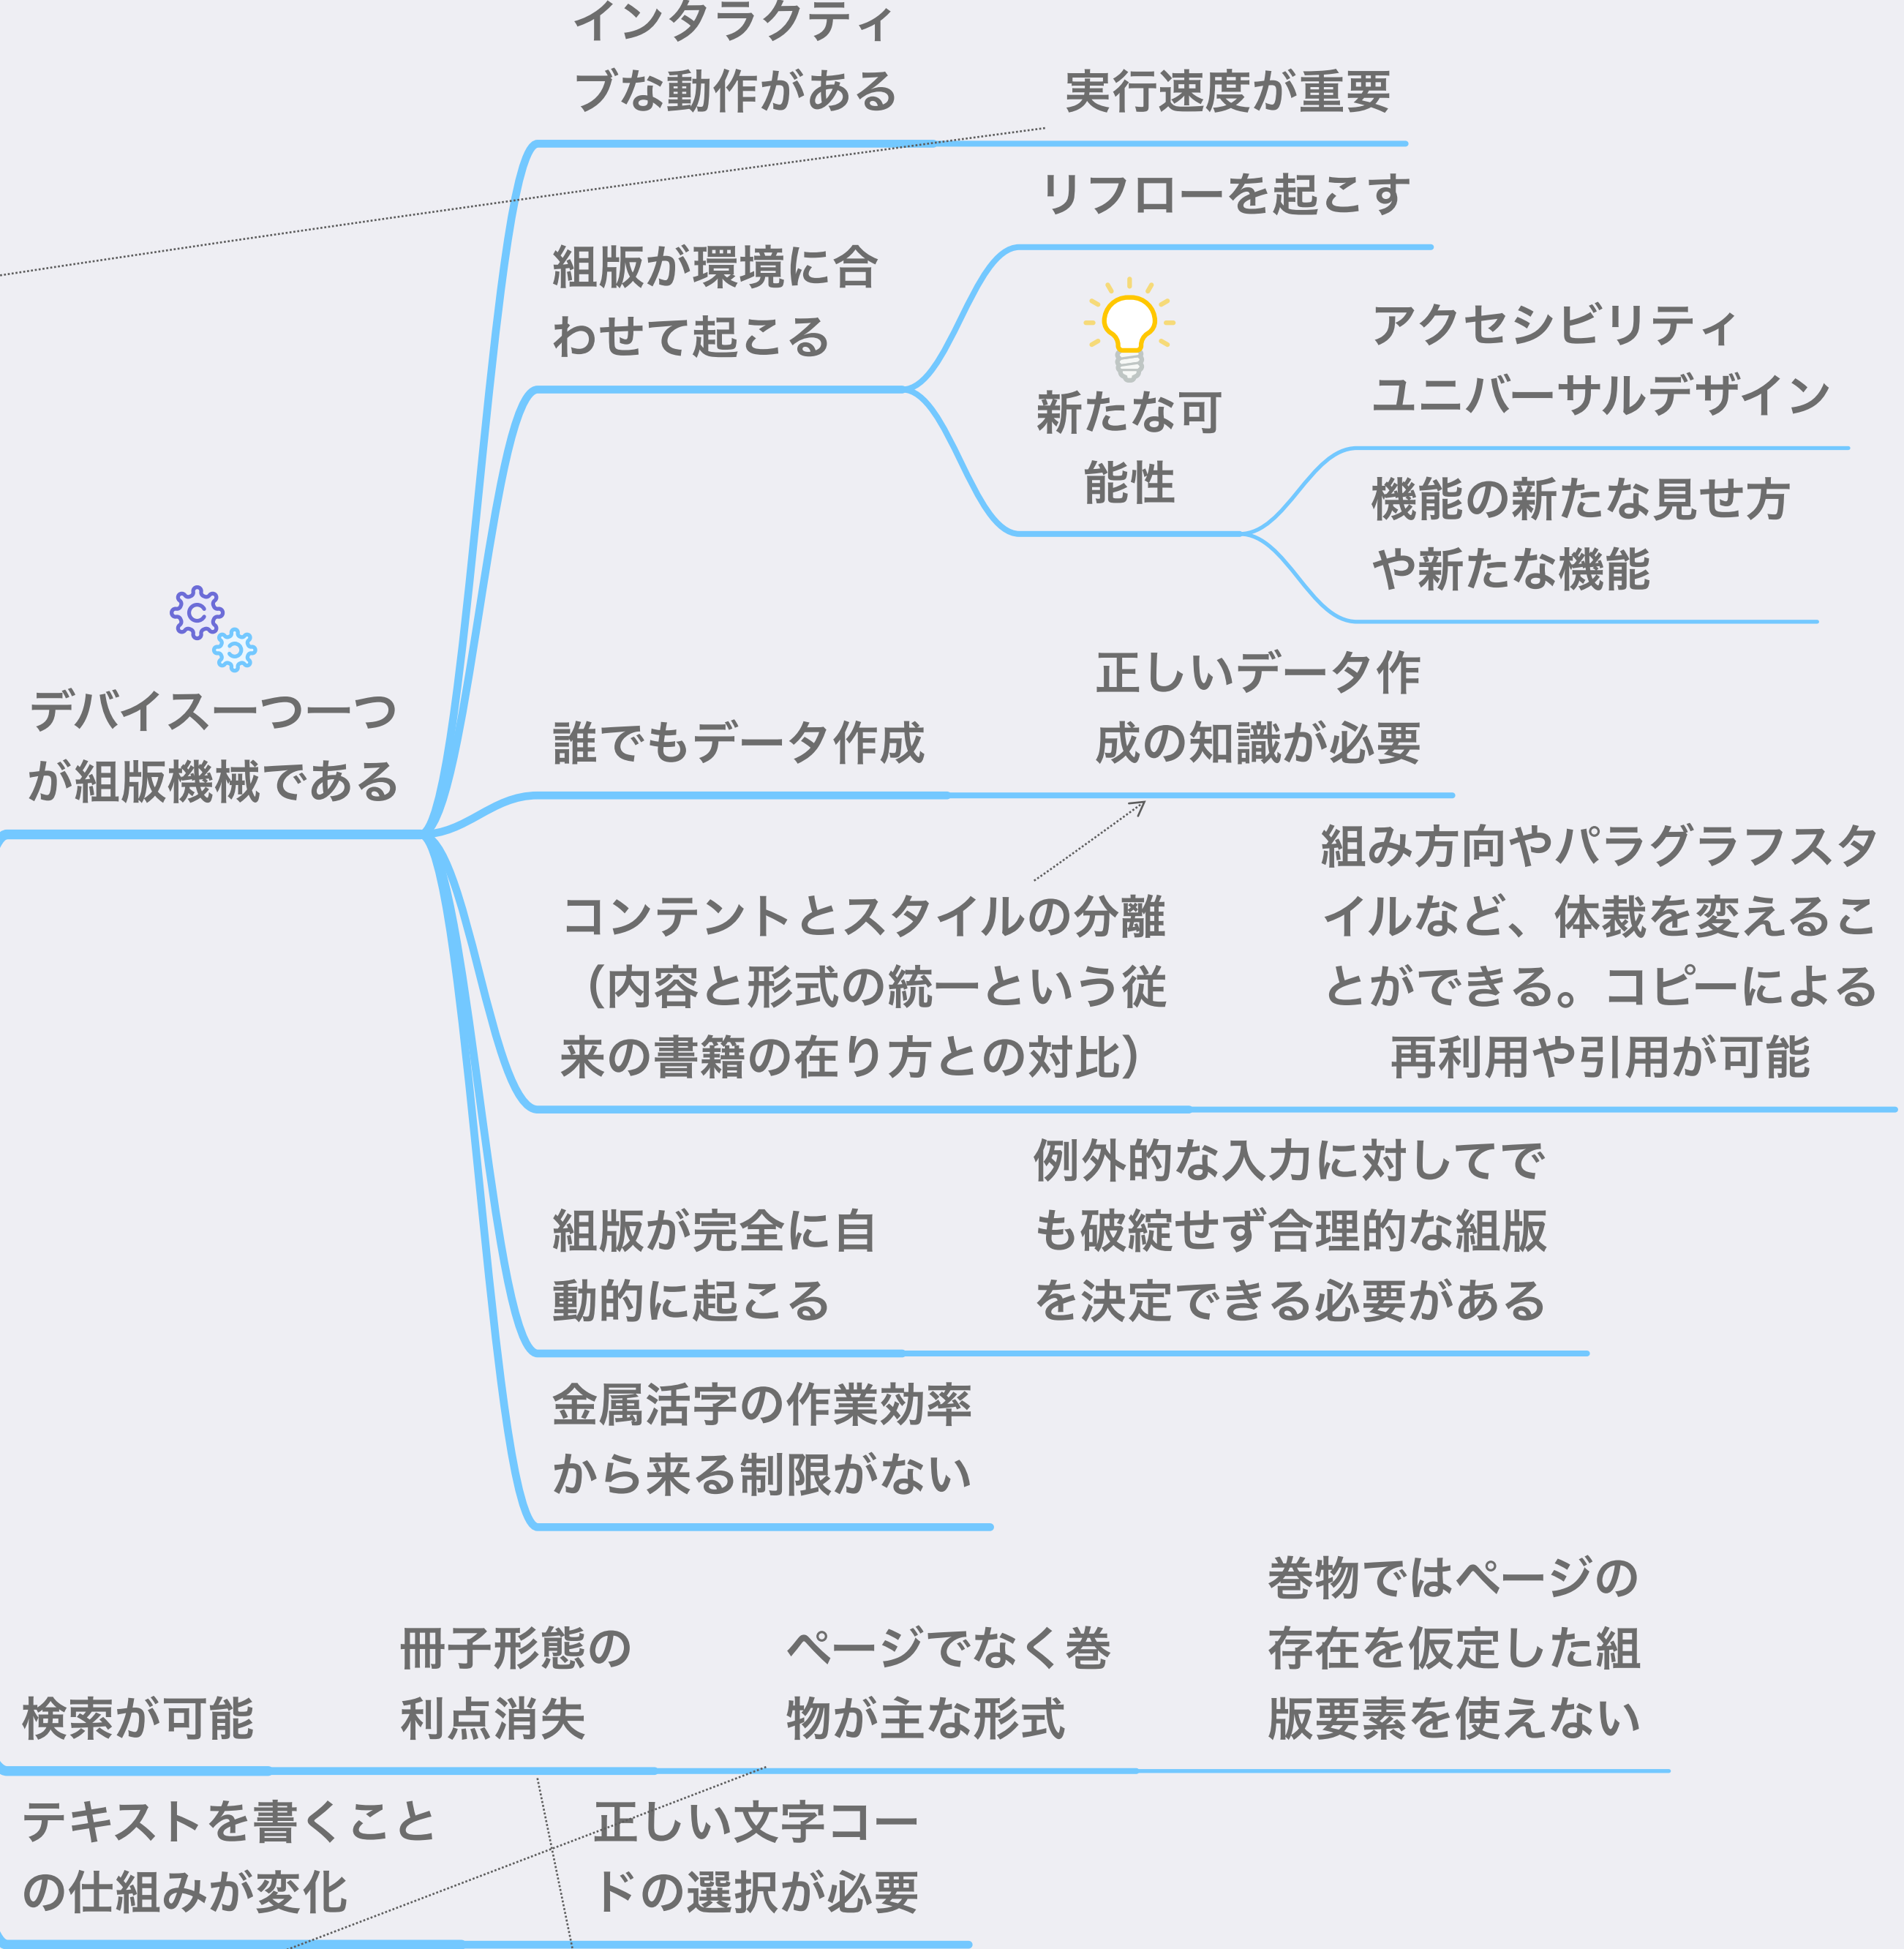 インタラクティ
ブな動作がある
実行速度が重要
リフローを起こす
組版が環境に合
わせて起こる
新たな可
能性
アクセシビリティ
ユニバーサルデザイン
機能の新たな見せ方
や新たな機能
デバイス一つ一つ
が組版機械である
誰でもデータ作成
正しいデータ作
成の知識が必要
コンテントとスタイルの分離
（内容と形式の統一という従
来の書籍の在り方との対比）
組み方向やパラグラフスタ
イルなど、体裁を変えるこ
とができる。コピーによる
再利用や引用が可能
組版が完全に自
動的に起こる
例外的な入力に対してで
も破綻せず合理的な組版
を決定できる必要がある
金属活字の作業効率
から来る制限がない
検索が可能
冊子形態の
利点消失
ページでなく巻
物が主な形式
巻物ではページの
存在を仮定した組
版要素を使えない
テキストを書くこと
の仕組みが変化
正しい文字コー
ドの選択が必要